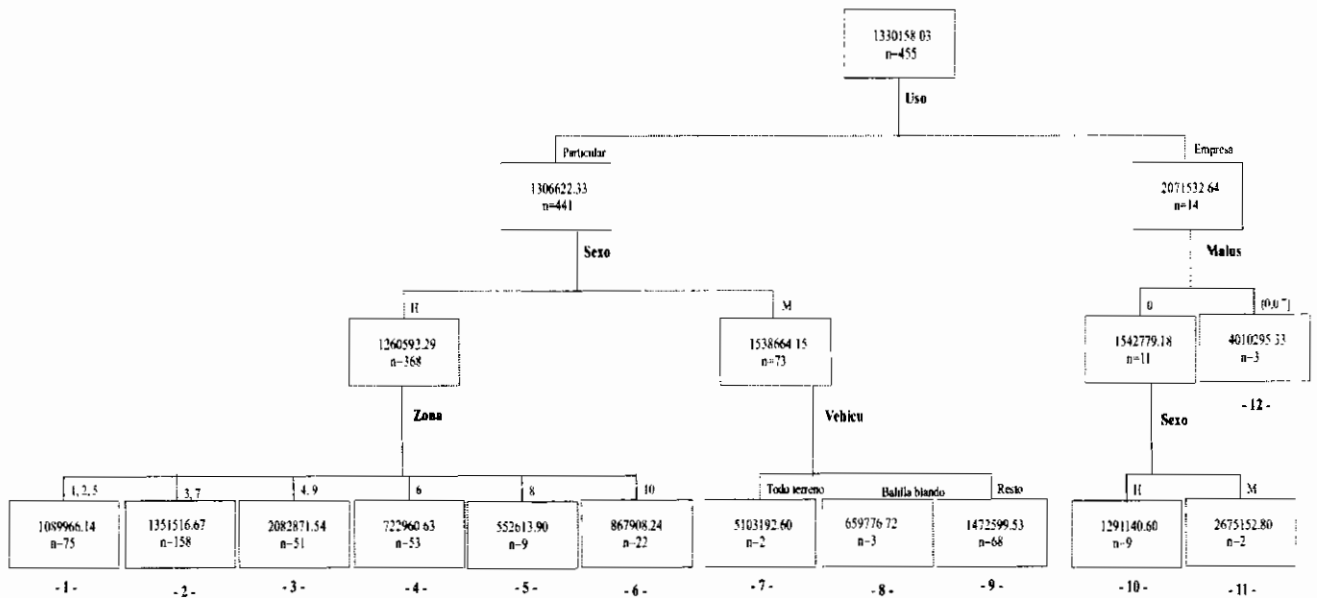 1330158.03
n=455
Uso
Particular
Empresa
1306622.33
n=441
2071532.64
n=14
Sexo
Malus
H
M
0
(0,0.7]
1260593.29
n=368
1538664.15
n=73
1542779.18
n=11
4010295.33
n=3
- 12 -
Zona
Vehicu
Sexo
1, 2, 5
3, 7
4, 9
6
8
10
Todo terreno
Resto
H
M
1089966.14
n=75
1351516.67
n=158
2082871.54
n=51
722960.63
n=53
552613.90
n=9
867908.24
n=22
5103192.60
n=2
659776.72
n=3
1472599.53
n=68
1291140.60
n=9
2675152.80
n=2
- 1 -
- 2 -
- 3 -
- 4 -
- 5 -
- 6 -
- 7 -
- 8 -
- 9 -
- 10 -
- 11 -